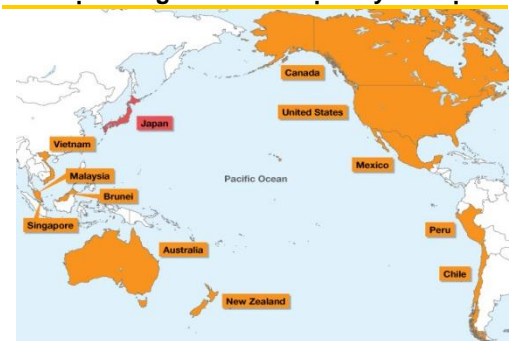 Canada
United States
Japan
Vietnam
Mexico
Malaysia
Pacific Ocean
Brunei
Singapore
Peru
Australia
Chile
New Zealand